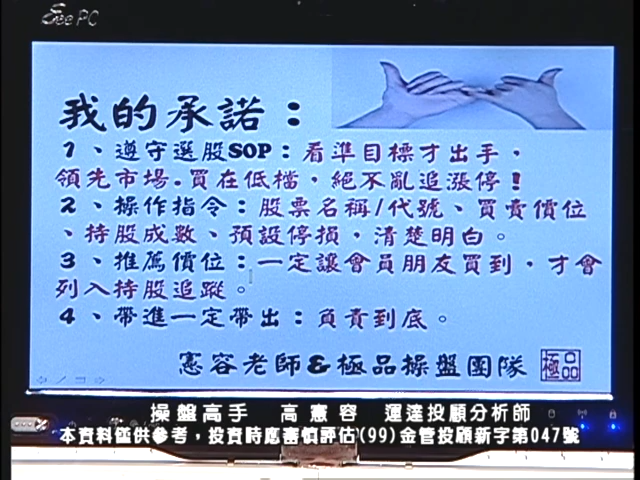 Eee PC
我的承諾：
1、遵守選股SOP：看準目標才出手，
領先市場.買在低檔，絕不亂追漲停！
2、操作指令：股票名稱/代號、買賣價位
、持股成數、預設停損，清楚明白。
3、推薦價位：一定讓會員朋友買到，才會
列入持股追蹤。
4、帶進一定帶出：負責到底。
憲容老師&極品操盤團隊 極品
操盤高手 高憲容 運達投顧分析師
本資料僅供參考，投資時應審慎評估(99)金管投顧新字第047號